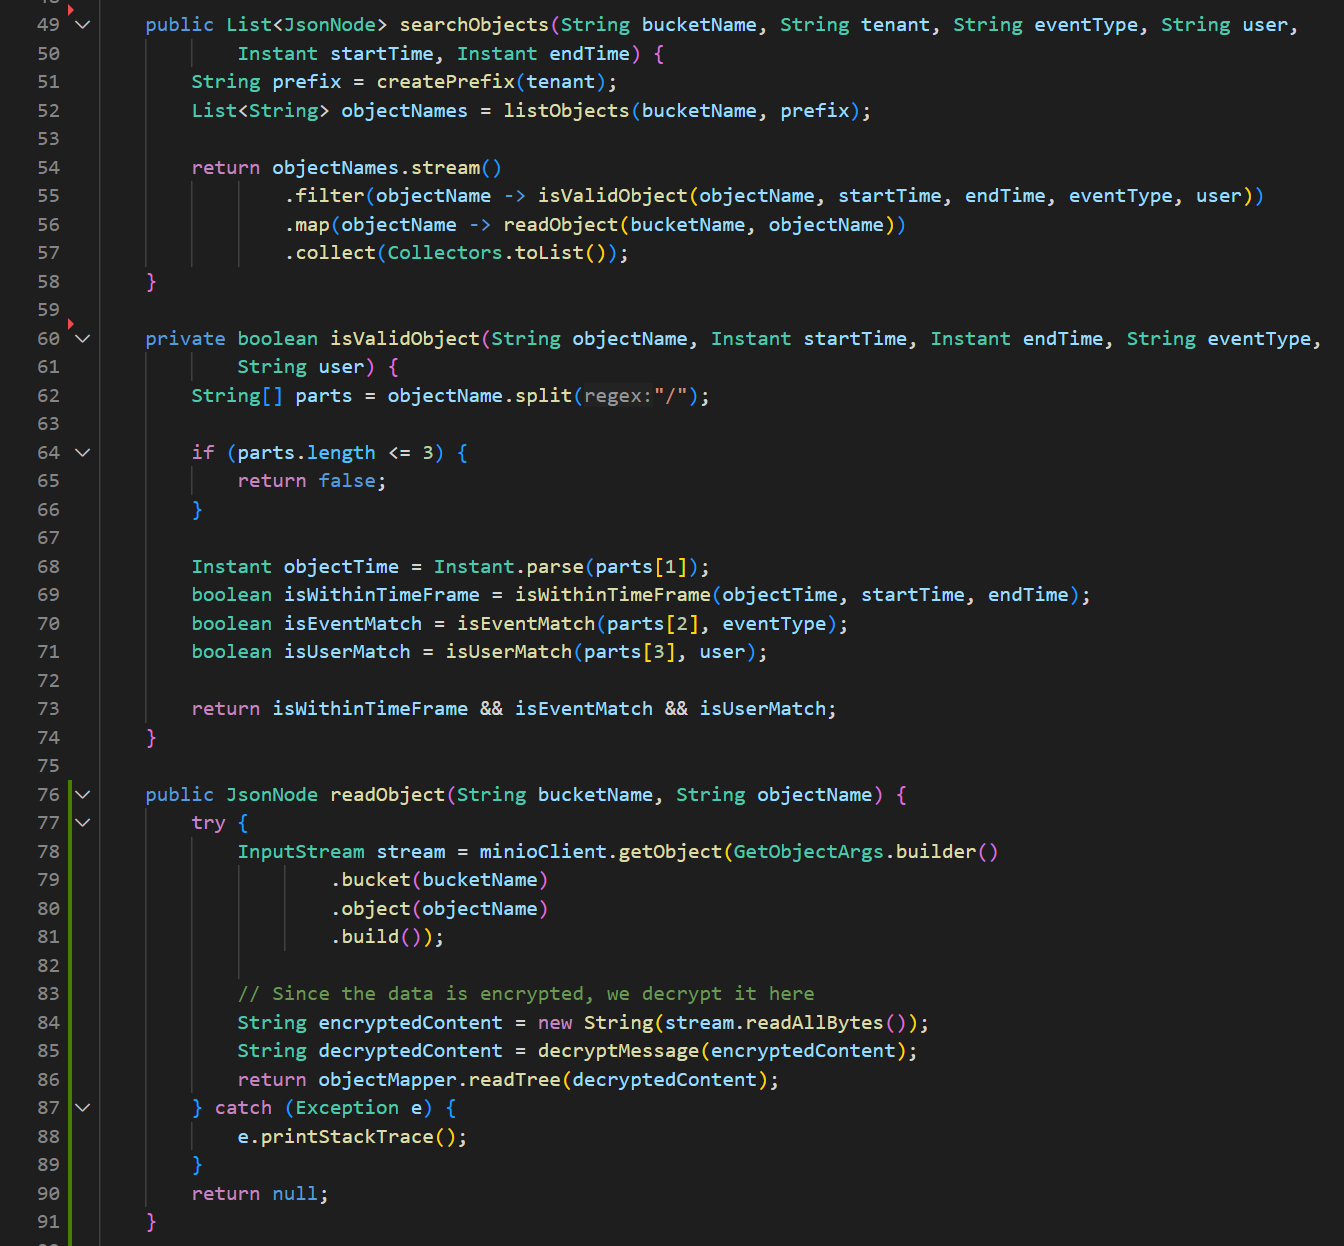 49 public List<JsonNode> searchObjects(String bucketName, String tenant, String eventType, String user,
50 Instant startTime, Instant endTime) {
51 String prefix = createPrefix(tenant);
52 List<String> objectNames = listObjects(bucketName, prefix);
53
54 return objectNames.stream()
55 .filter(objectName -> isValidObject(objectName, startTime, endTime, eventType, user))
56 .map(objectName -> readObject(bucketName, objectName))
57 .collect(Collectors.toList());
58 }
59
60 private boolean isValidObject(String objectName, Instant startTime, Instant endTime, String eventType,
61 String user) {
62 String[] parts = objectName.split(regex:"/");
63
64 if (parts.length <= 3) {
65 return false;
66 }
67
68 Instant objectTime = Instant.parse(parts[1]);
69 boolean isWithinTimeFrame = isWithinTimeFrame(objectTime, startTime, endTime);
70 boolean isEventMatch = isEventMatch(parts[2], eventType);
71 boolean isUserMatch = isUserMatch(parts[3], user);
72
73 return isWithinTimeFrame && isEventMatch && isUserMatch;
74 }
75
76 public JsonNode readObject(String bucketName, String objectName) {
77 try {
78 InputStream stream = minioClient.getObject(GetObjectArgs.builder()
79 .bucket(bucketName)
80 .object(objectName)
81 .build());
82
83 // Since the data is encrypted, we decrypt it here
84 String encryptedContent = new String(stream.readAllBytes());
85 String decryptedContent = decryptMessage(encryptedContent);
86 return objectMapper.readTree(decryptedContent);
87 } catch (Exception e) {
88 e.printStackTrace();
89 }
90 return null;
91 }